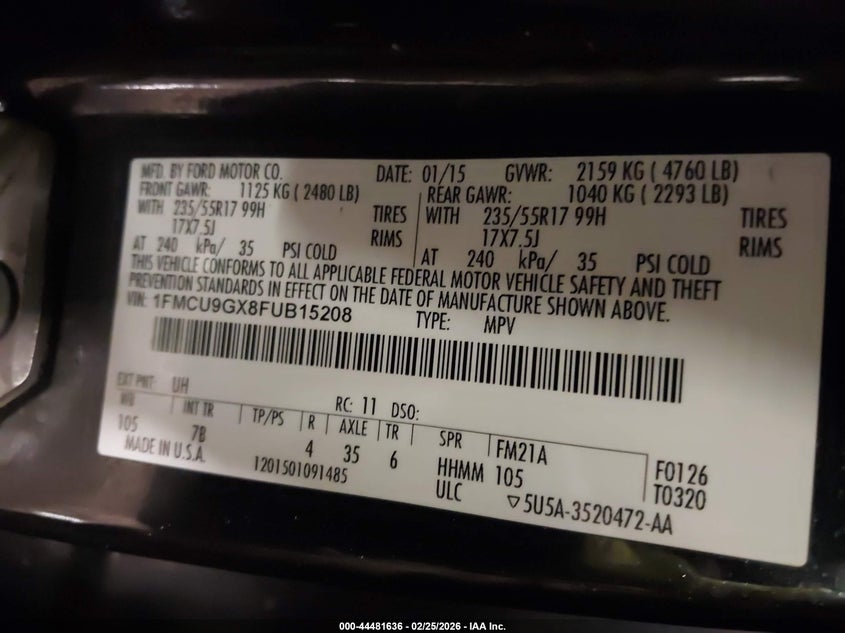 MFD. BY FORD MOTOR CO. DATE: 01/15 GVWR: 2159 KG ( 4760 LB)
FRONT GAWR: 1125 KG ( 2480 LB) REAR GAWR: 1040 KG ( 2293 LB)
WITH 235/55R17 99H TIRES WITH 235/55R17 99H TIRES
17X7.5J RIMS 17X7.5J RIMS
AT 240 kPa/ 35 PSI COLD AT 240 kPa/ 35 PSI COLD
THIS VEHICLE CONFORMS TO ALL APPLICABLE FEDERAL MOTOR VEHICLE SAFETY AND THEFT
PREVENTION STANDARDS IN EFFECT ON THE DATE OF MANUFACTURE SHOWN ABOVE.
VIN: 1FMCU9GX8FUB15208 TYPE: MPV
EXT PNT: UH RC: 11 DSO:
WB INT TR TP/PS R AXLE TR SPR FM21A F0126
105 7B 4 35 6 HHMM 105 T0320
MADE IN U.S.A. 1201501091485 ULC ▽5U5A-3520472-AA
000-44481636 - 02/25/2026 - IAA Inc.